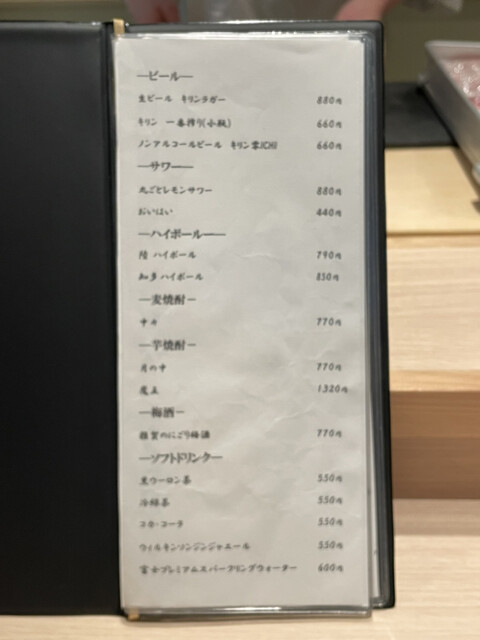 ―ビール―
生ビール キリンラガー 880円
キリン 一番搾り(小瓶) 660円
ノンアルコールビール キリン零ICHI 660円
―サワー―
丸ごとレモンサワー 880円
おいはい 440円
―ハイボール―
陸 ハイボール 790円
知多 ハイボール 850円
―麦焼酎―
中々 770円
―芋焼酎―
月の中 770円
魔王 1320円
―梅酒―
雑賀のにごり梅酒 770円
―ソフトドリンク―
黒ウーロン茶 550円
冷緑茶 550円
コカ・コーラ 550円
ウィルキンソンジンジャエール 550円
富士プレミアムスパークリングウォーター 600円